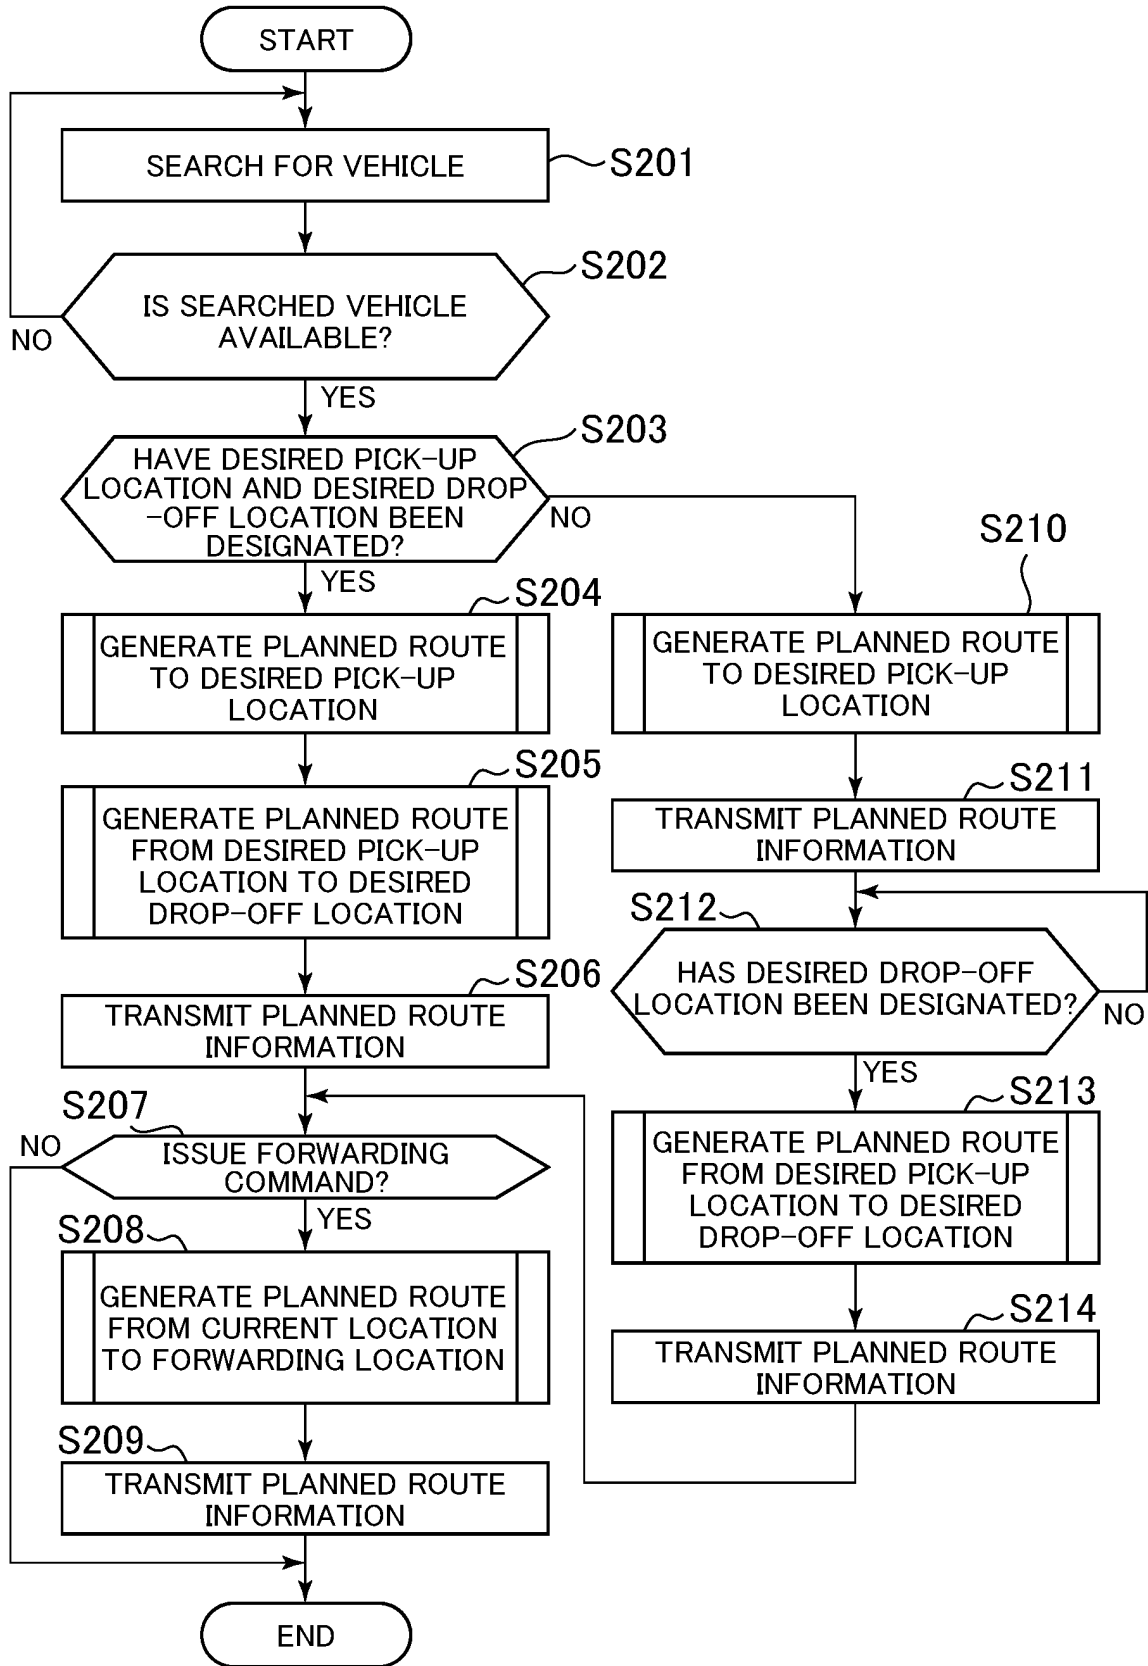 START
SEARCH FOR VEHICLE
S201
S202
IS SEARCHED VEHICLE
AVAILABLE?
NO
YES
S203
HAVE DESIRED PICK-UP
LOCATION AND DESIRED DROP
-OFF LOCATION BEEN
DESIGNATED?
NO
YES
S204
GENERATE PLANNED ROUTE
TO DESIRED PICK-UP
LOCATION
S205
GENERATE PLANNED ROUTE
FROM DESIRED PICK-UP
LOCATION TO DESIRED
DROP-OFF LOCATION
S206
TRANSMIT PLANNED ROUTE
INFORMATION
S207
NO
ISSUE FORWARDING
COMMAND?
YES
S208
GENERATE PLANNED ROUTE
FROM CURRENT LOCATION
TO FORWARDING LOCATION
S209
TRANSMIT PLANNED ROUTE
INFORMATION
END
S210
GENERATE PLANNED ROUTE
TO DESIRED PICK-UP
LOCATION
S211
TRANSMIT PLANNED ROUTE
INFORMATION
S212
HAS DESIRED DROP-OFF
LOCATION BEEN DESIGNATED?
NO
YES
S213
GENERATE PLANNED ROUTE
FROM DESIRED PICK-UP
LOCATION TO DESIRED
DROP-OFF LOCATION
S214
TRANSMIT PLANNED ROUTE
INFORMATION